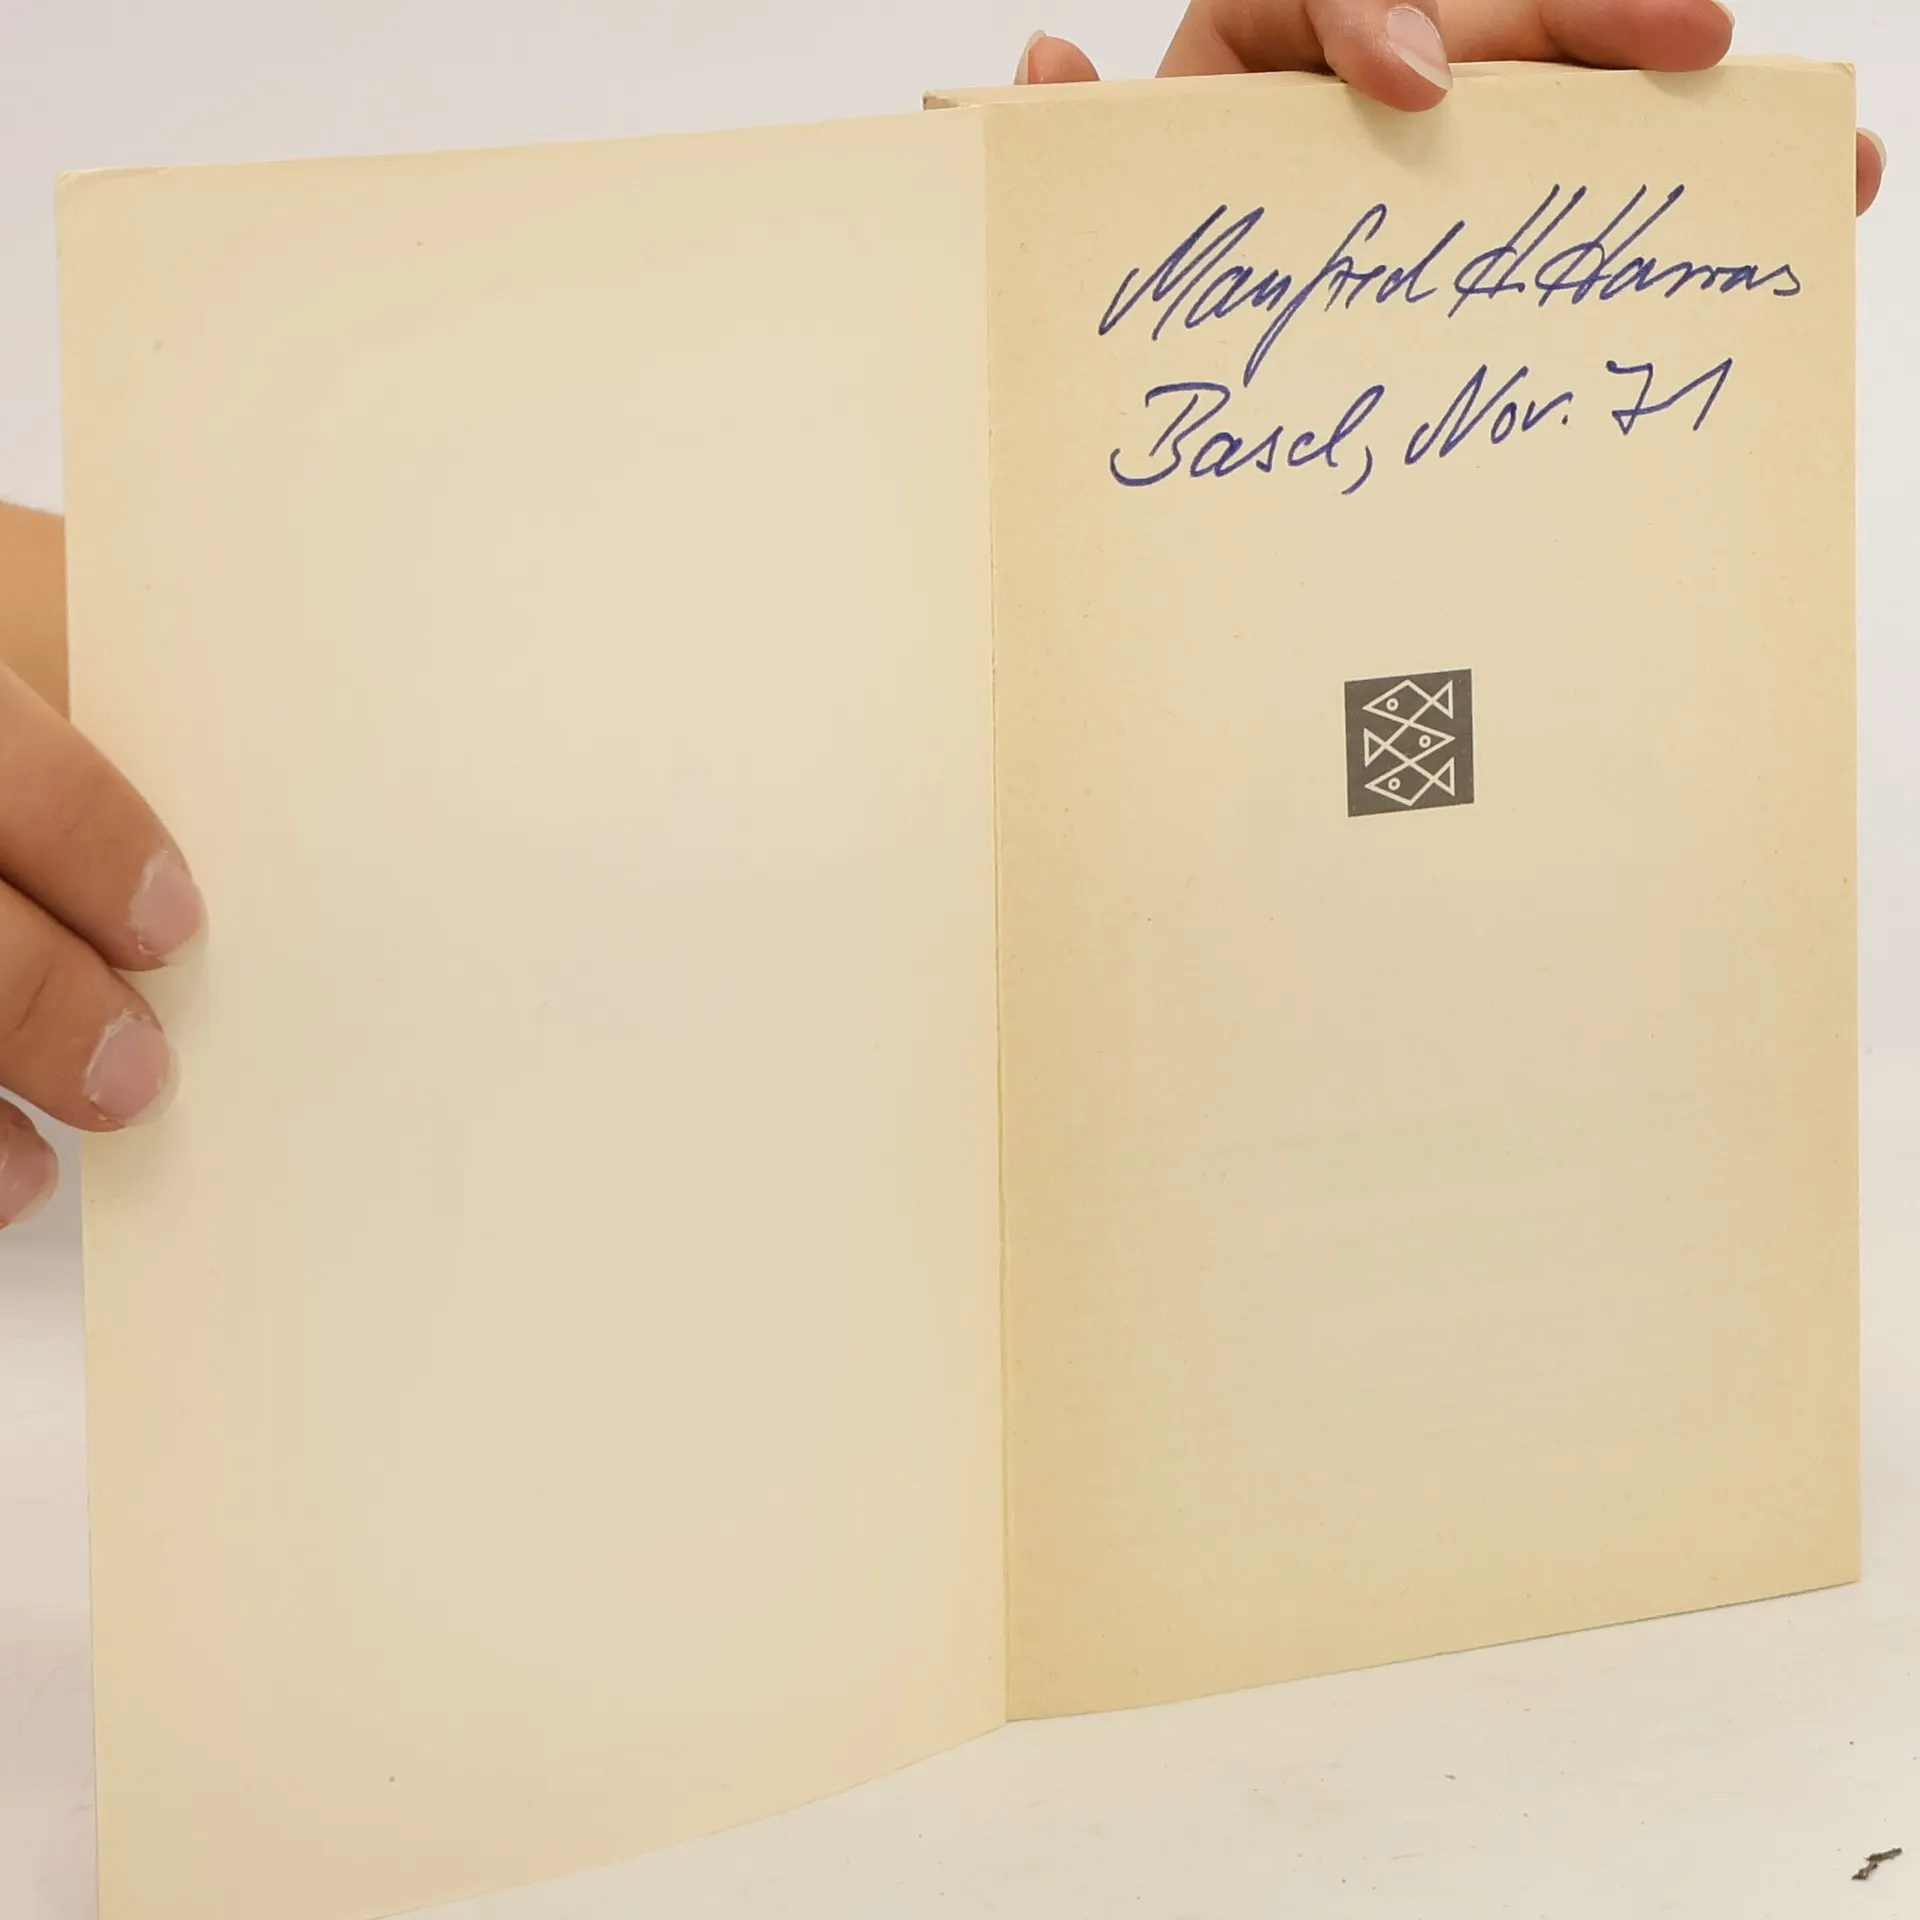 Manfred H. Harras
Basel, Nov. 71